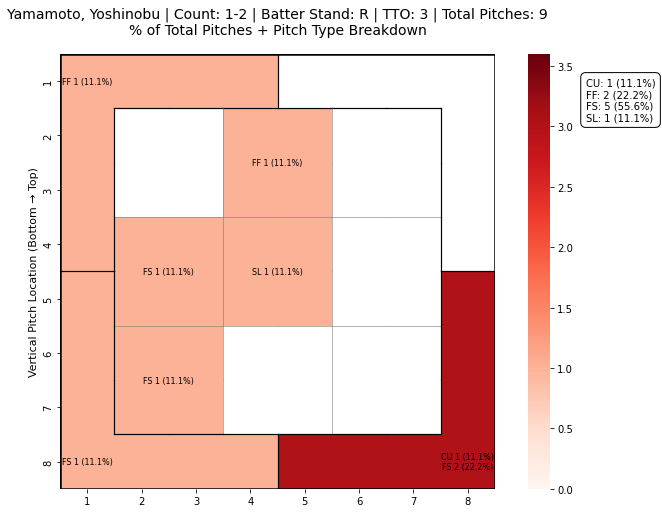 Yamamoto, Yoshinobu | Count: 1-2 | Batter Stand: R | TTO: 3 | Total Pitches: 9
% of Total Pitches + Pitch Type Breakdown
Vertical Pitch Location (Bottom → Top)
1
2
3
4
5
6
7
8
FF 1 (11.1%)
FF 1 (11.1%)
FS 1 (11.1%)
SL 1 (11.1%)
FS 1 (11.1%)
FS 1 (11.1%)
CU 1 (11.1%)
FS 2 (22.2%)
1
2
3
4
5
6
7
8
3.5
3.0
2.5
2.0
1.5
1.0
0.5
0.0
CU: 1 (11.1%)
FF: 2 (22.2%)
FS: 5 (55.6%)
SL: 1 (11.1%)